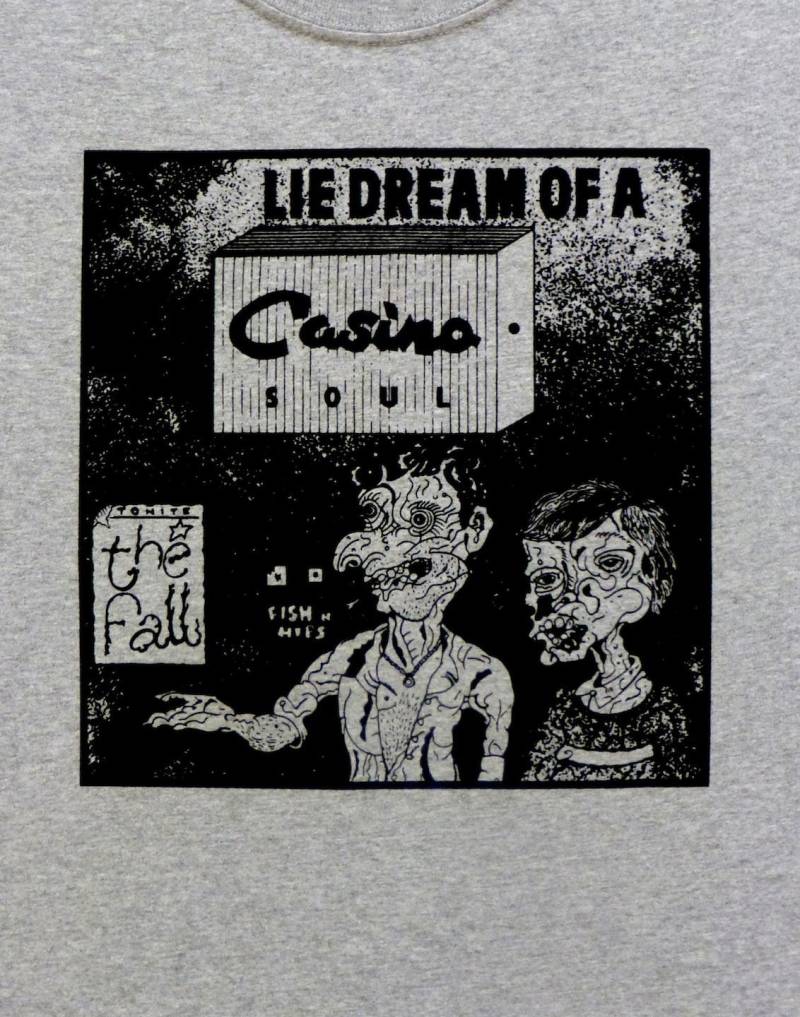 LIE DREAM OF A
Casino
SOUL
TONITE
the
Fall
FISH N